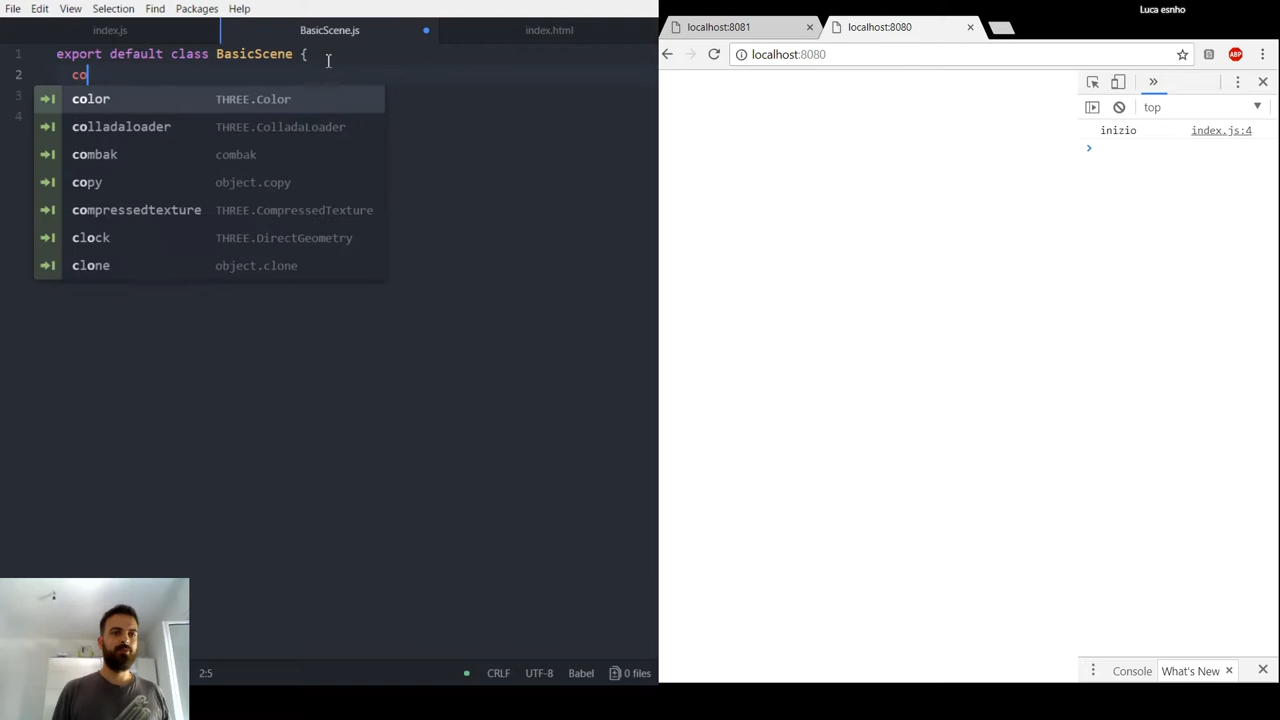 Luca esnho
File Edit View Selection Find Packages Help
index.js BasicScene.js index.html
localhost:8081 localhost:8080
localhost:8080
ABP
1 export default class BasicScene {
2 co
3
4
color THREE.Color
colladaloader THREE.ColladaLoader
combak combak
copy object.copy
compressedtexture THREE.CompressedTexture
clock THREE.DirectGeometry
clone object.clone
top
inizio index.js:4
2:5 CRLF UTF-8 Babel 0 files
Console What's New